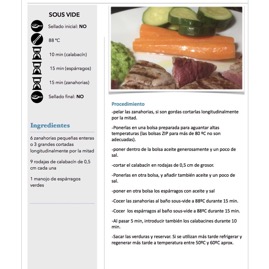 SOUS VIDE
Sellado inicial: NO
88 ºC
10 min (calabacín)
15 min (espárragos)
15 min (zanahorias)
Sellado final: NO
Ingredientes
6 zanahorias pequeñas enteras
o 3 grandes cortadas
longitudinalmente por la mitad
9 rodajas de calabacín de 0,5
cm cada una
1 manojo de espárragos
verdes
Procedimiento
-pelar las zanahorias, si son gordas cortarlas longitudinalmente
por la mitad.
-Ponerlas en una bolsa preparada para aguantar altas
temperaturas (las bolsas ZIP para más de 80 ºC no son
adecuadas).
-poner dentro de la bolsa aceite generosamente y un poco de
sal.
-cortar el calabacín en rodajas de 0,5 cm de grosor.
-Ponerlas en otra bolsa, y añadir también aceite y un poco de
sal.
-poner en otra bolsa los espárragos con aceite y sal
-Cocer las zanahorias al baño sous-vide a 88ºC durante 15 min.
-Cocer los espárragos al baño sous-vide a 88ºC durante 15 min.
-Al pasar 5 min, introducir también los calabacines durante 10
min.
-Sacar las verduras y reservar. Si se utilizan más tarde refrigerar y
regenerar más tarde a temperatura entre 50ºC y 60ºC aprox.